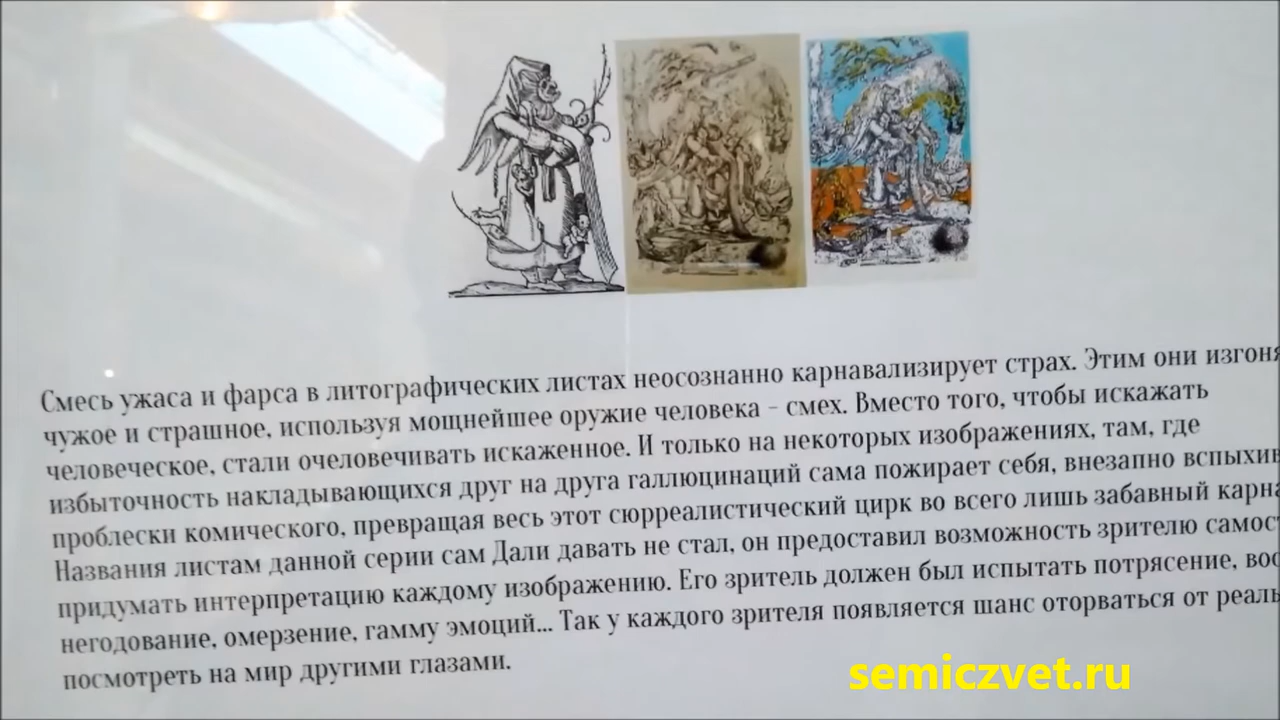 Смесь ужаса и фарса в литографических листах неосознанно карнавализирует страх. Этим они изгоня
чужое и страшное, используя мощнейшее оружие человека - смех. Вместо того, чтобы искажать
человеческое, стали очеловечивать искаженное. И только на некоторых изображениях, там, где
избыточность накладывающихся друг на друга галлюцинаций сама пожирает себя, внезапно вспыхив
проблески комического, превращая весь этот сюрреалистический цирк во всего лишь забавный карна
Названия листам данной серии сам Дали давать не стал, он предоставил возможность зрителю самост
придумать интерпретацию каждому изображению. Его зритель должен был испытать потрясение, вос
негодование, омерзение, гамму эмоций... Так у каждого зрителя появляется шанс оторваться от реаль
посмотреть на мир другими глазами.
semiczvet.ru